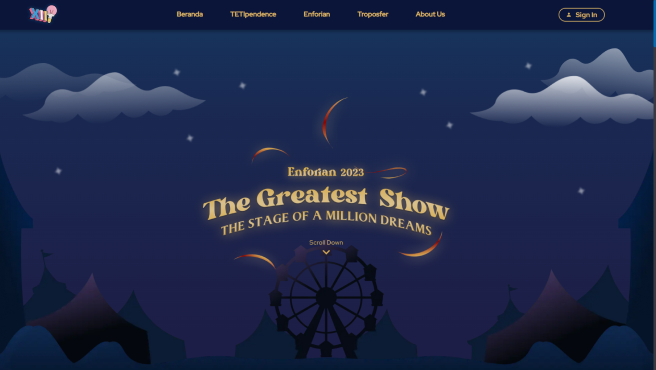 XIIT
Beranda
TETIpendence
Enforian
Troposfer
About Us
Sign In
Enforian 2023
The Greatest Show
THE STAGE OF A MILLION DREAMS
Scroll Down